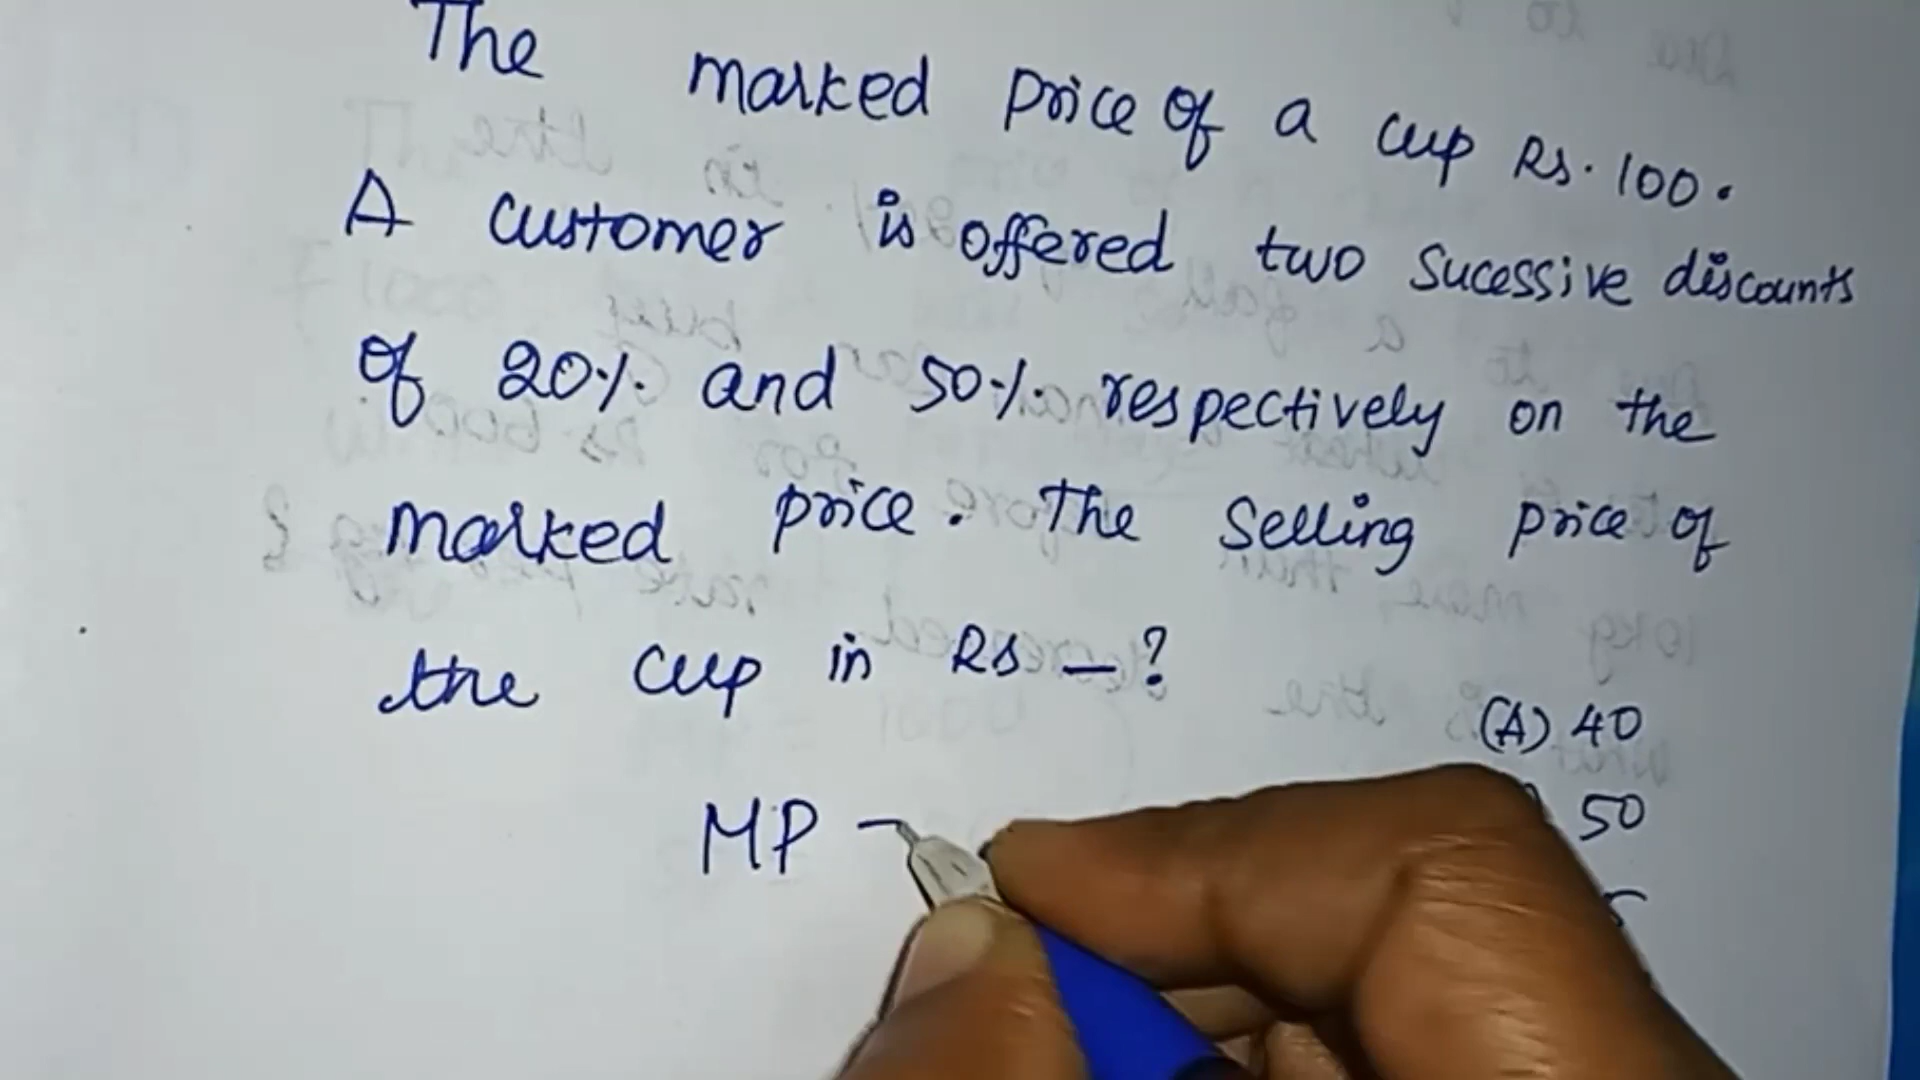 The marked price of a cup Rs. 100.
A customer is offered two sucessive discounts
of 20% and 50% respectively on the
marked price. The selling price of
the cup in Rs _ ?
(A) 40
50
MP